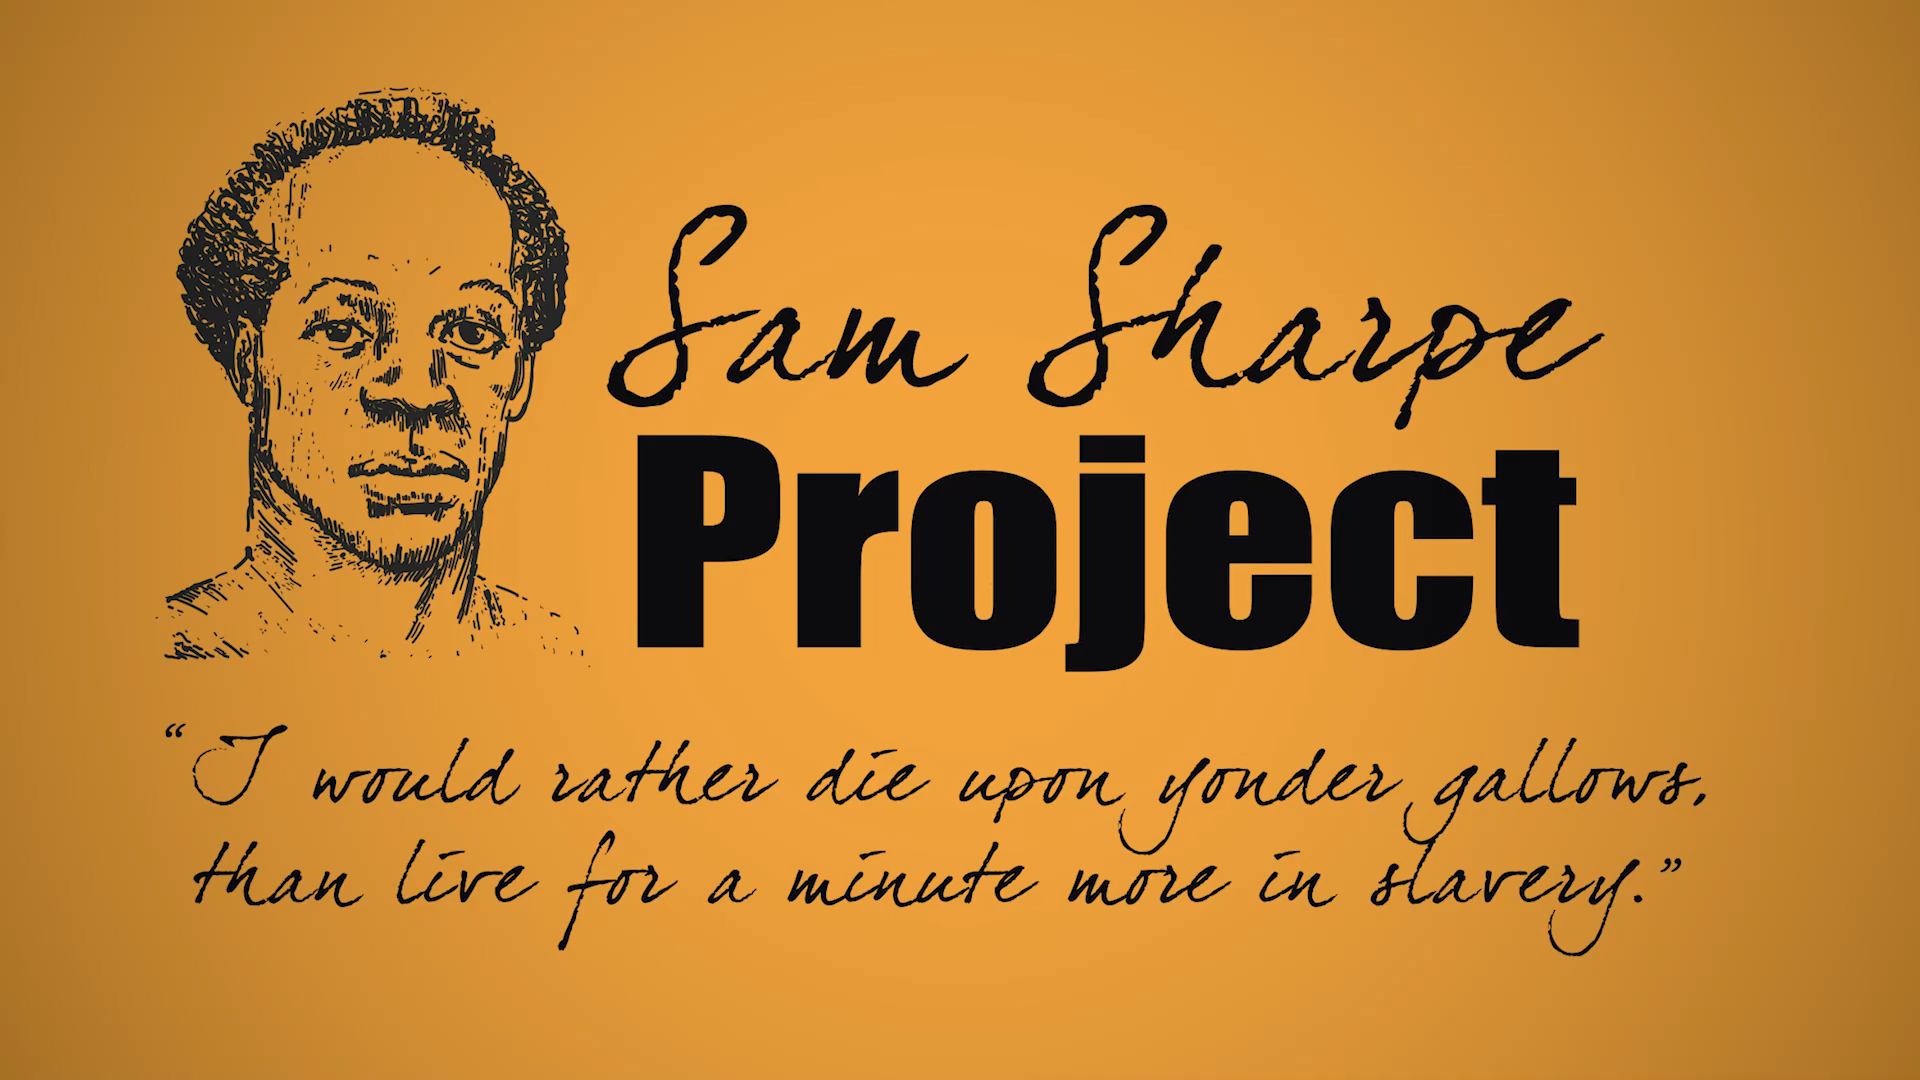 Sam Sharpe
Project
“I would rather die upon yonder gallows,
than live for a minute more in slavery.”